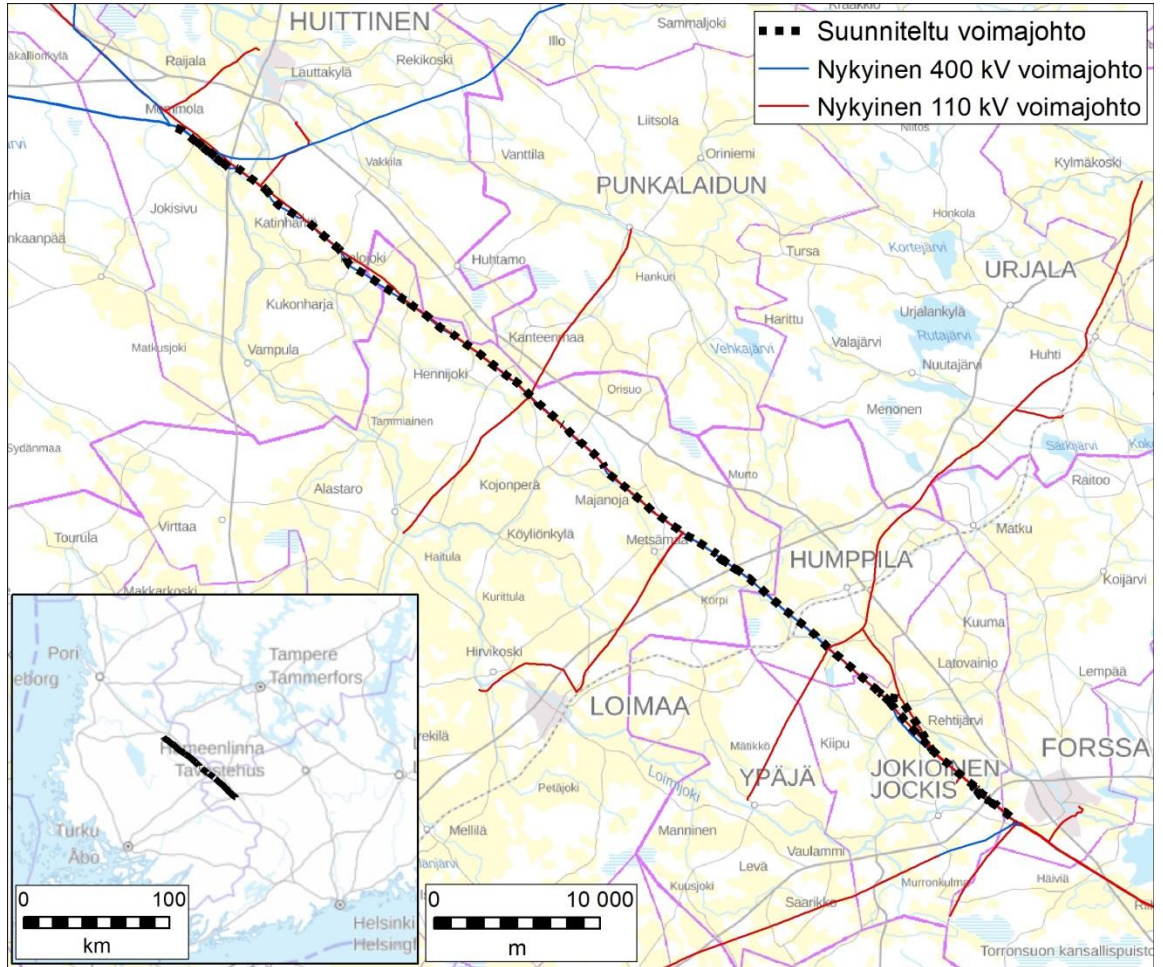 HUITTINEN
Sammaljoki
Illo
Raijala
Rekikoski
Lauttakylä
Suunniteltu voimajohto
Nykyinen 400 kV voimajohto
Nykyinen 110 kV voimajohto
Liitsola
Oriniemi
Vanttila
Vakkila
Kylmäkoski
PUNKALAIDUN
Jokisivu
Honkola
Tursa
Kortejärvi
URJALA
Huhtamo
Hankuri
Kukonharja
Harittu
Urjalankylä
Rutajärvi
Valajärvi
Vehkajärvi
Kanteenmaa
Matkusjoki
Vampula
Huhti
Nuutajärvi
Hennijoki
Orisuo
Menonen
Tammiainen
Särkijärvi
Sydänmaa
Murto
Raitoo
Kojonperä
Alastaro
Majanoja
Virttaa
Matku
Tourula
Köyliönkylä
Metsämaa
Haitula
HUMPPILA
Koijärvi
Makkarkoski
Kurittula
Korpi
Kuuma
Hirvikoski
Latovainio
Lempää
LOIMAA
Rehtijärvi
Mätikkö
Kiipu
FORSSA
YPÄJÄ
JOKIOINEN
JOCKIS
Loimijoki
Petäjoki
Mellilä
Manninen
Vaulammi
Levä
Kuusjoki
Murronkulma
Häiviä
Saarikko
Torronsuon kansallispuisto
Pori
Tampere
Tammerfors
Hämeenlinna
Tavastehus
Turku
Åbo
Helsinki
0 100
km
0 10 000
m